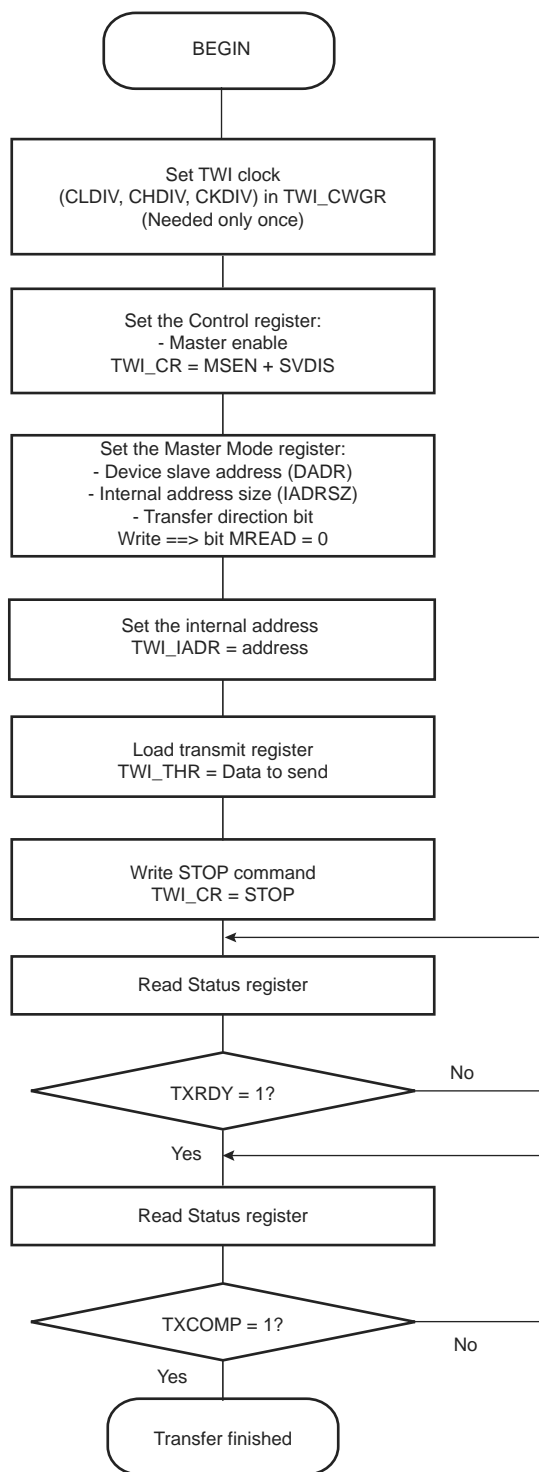 BEGIN
Set TWI clock
(CLDIV, CHDIV, CKDIV) in TWI_CWGR
(Needed only once)
Set the Control register:
- Master enable
TWI_CR = MSEN + SVDIS
Set the Master Mode register:
- Device slave address (DADR)
- Internal address size (IADRSZ)
- Transfer direction bit
Write ==> bit MREAD = 0
Set the internal address
TWI_IADR = address
Load transmit register
TWI_THR = Data to send
Write STOP command
TWI_CR = STOP
Read Status register
TXRDY = 1?
No
Yes
Read Status register
TXCOMP = 1?
No
Yes
Transfer finished